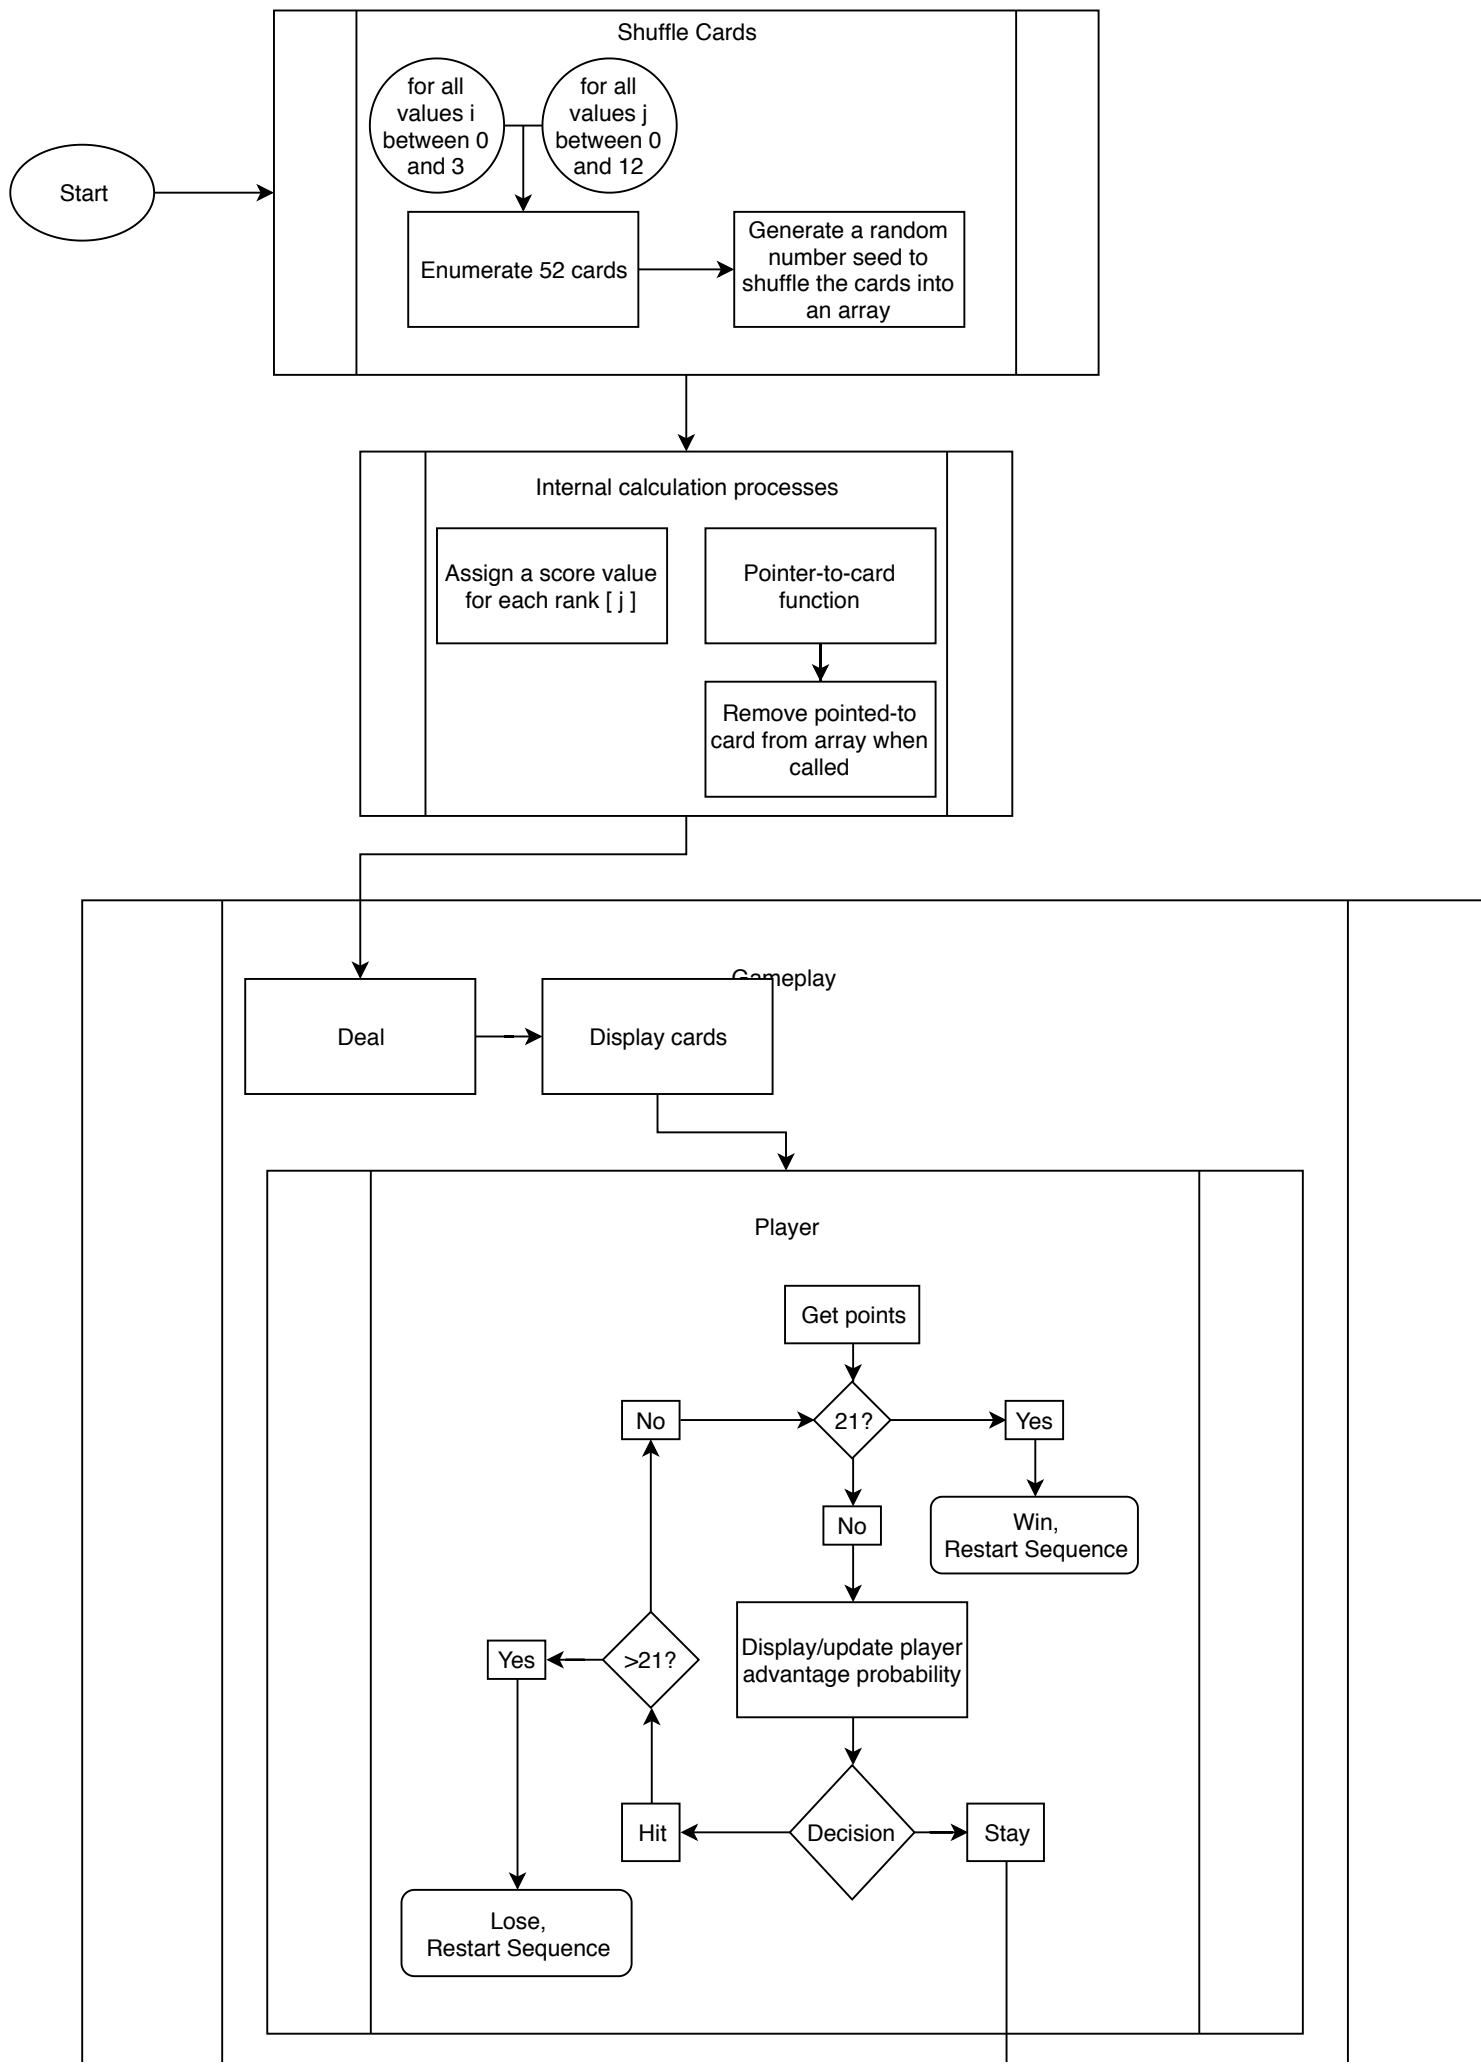 Shuffle Cards
for all
values i
between 0
and 3
for all
values j
between 0
and 12
Start
Enumerate 52 cards
Generate a random
number seed to
shuffle the cards into
an array
Internal calculation processes
Assign a score value
for each rank [ j ]
Pointer-to-card
function
Remove pointed-to
card from array when
called
Gameplay
Deal
Display cards
Player
Get points
No
21?
Yes
No
Win,
Restart Sequence
Yes
>21?
Display/update player
advantage probability
Hit
Decision
Stay
Lose,
Restart Sequence